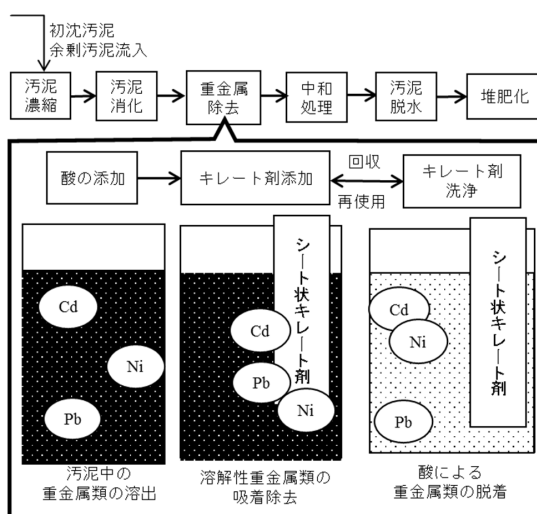 初沈汚泥
余剰汚泥流入
汚泥
濃縮
汚泥
消化
重金属
除去
中和
処理
汚泥
脱水
堆肥化
酸の添加
キレート剤添加
回収
再使用
キレート剤
洗浄
Cd
Ni
Pb
シート状キレート剤
Cd
Pb
Ni
シート状キレート剤
Cd
Ni
Pb
汚泥中の
重金属類の溶出
溶解性重金属類の
吸着除去
酸による
重金属類の脱着